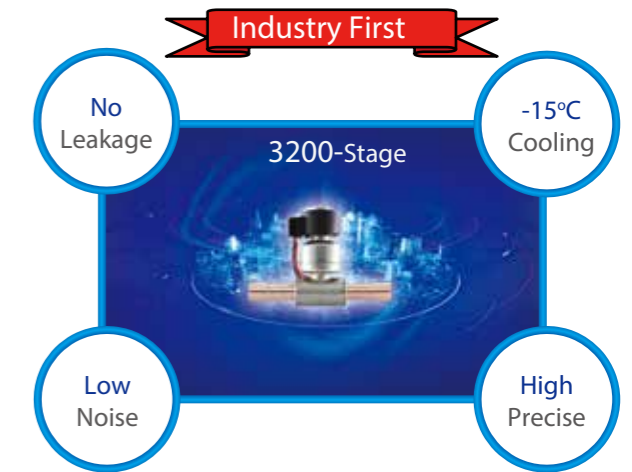 Industry First
No
Leakage
-15°C
Cooling
3200-Stage
Low
Noise
High
Precise